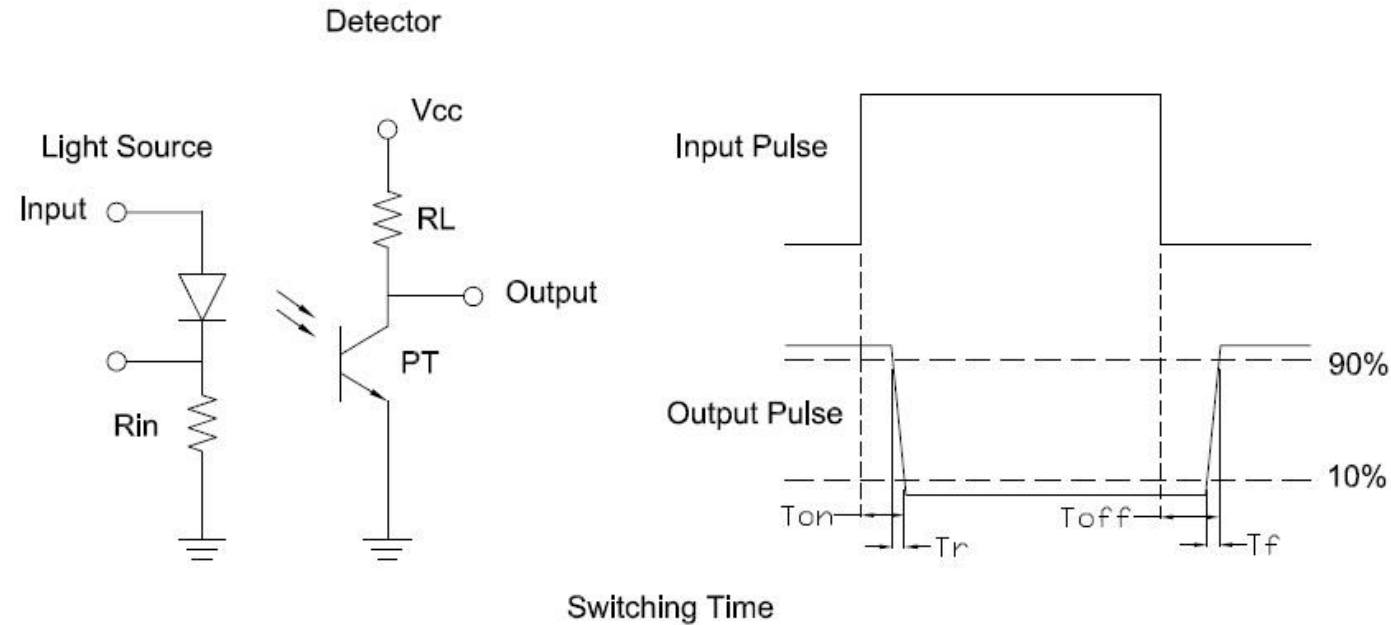 Detector
Vcc
Light Source
Input
RL
Output
PT
Rin
Input Pulse
90%
Output Pulse
10%
Ton
Toff
Tr
Tf
Switching Time